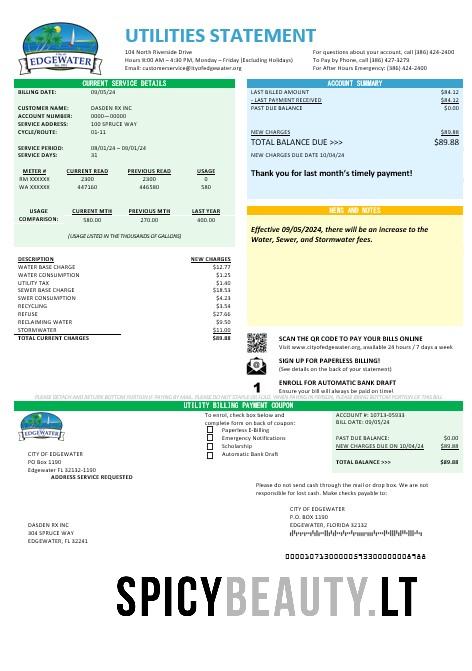 City of
EDGEWATER
UTILITIES STATEMENT
104 North Riverside Drive
Hours 8:00 AM – 4:30 PM, Monday – Friday (Excluding Holidays)
Email: customerservice@cityofedgewater.org
For questions about your account, call (386) 424-2400
To Pay by Phone, call (386) 427-3279
For After Hours Emergency: (386) 424-2400
CURRENT SERVICE DETAILS
BILLING DATE: 09/05/24
CUSTOMER NAME: DASDEN RX INC
ACCOUNT NUMBER: 0000—00000
SERVICE ADDRESS: 100 SPRUCE WAY
CYCLE/ROUTE: 01-11
SERVICE PERIOD: 08/01/24 – 09/01/24
SERVICE DAYS: 31
METER # CURRENT READ PREVIOUS READ USAGE
RM XXXXXX 2300 2300 0
WA XXXXXX 447160 446580 580
USAGE CURRENT MTH PREVIOUS MTH LAST YEAR
COMPARISON: 580.00 270.00 400.00
(USAGE LISTED IN THE THOUSANDS OF GALLONS)
DESCRIPTION NEW CHARGES
WATER BASE CHARGE $12.77
WATER CONSUMPTION $1.25
UTILITY TAX $1.40
SEWER BASE CHARGE $18.53
SWER CONSUMPTION $4.23
RECYCLING $3.54
REFUSE $27.66
RECLAIMING WATER $9.50
STORMWATER $11.00
TOTAL CURRENT CHARGES $89.88
ACCOUNT SUMMARY
LAST BILLED AMOUNT $84.12
- LAST PAYMENT RECEIVED $84.12
PAST DUE BALANCE $0.00
NEW CHARGES $89.88
TOTAL BALANCE DUE >>> $89.88
NEW CHARGES DUE DATE 10/04/24
Thank you for last month's timely payment!
NEWS AND NOTES
Effective 09/05/2024, there will be an increase to the
Water, Sewer, and Stormwater fees.
SCAN THE QR CODE TO PAY YOUR BILLS ONLINE
Visit www.cityofedgewater.org, available 24 hours / 7 days a week
SIGN UP FOR PAPERLESS BILLING!
(See details on the back of your statement)
1
ENROLL FOR AUTOMATIC BANK DRAFT
Ensure your bill will always be paid on time!
PLEASE DETACH AND RETURN BOTTOM PORTION IF PAYING BY MAIL. PLEASE DO NOT STAPLE OR FOLD. WHEN PAYING IN PERSON, PLEASE BRING BOTTOM PORTION OF THIS BILL
UTILITY BILLING PAYMENT COUPON
EDGEWATER
To enroll, check box below and
complete form on back of coupon:
Paperless E-Billing
Emergency Notifications
Scholarship
Automatic Bank Draft
ACCOUNT #: 10713-05933
BILL DATE: 09/05/24
PAST DUE BALANCE: $0.00
NEW CHARGES DUE ON 10/04/24 $89.88
TOTAL BALANCE >>> $89.88
CITY OF EDGEWATER
PO Box 1190
Edgewater Fl 32132-1190
ADDRESS SERVICE REQUESTED
Please do not send cash through the mail or drop box. We are not
responsible for lost cash. Make checks payable to:
CITY OF EDGEWATER
P.O. BOX 1190
EDGEWATER, FLORIDA 32132
DASDEN RX INC
304 SPRUCE WAY
EDGEWATER, FL 32241
SPICYBEAUTY.LT